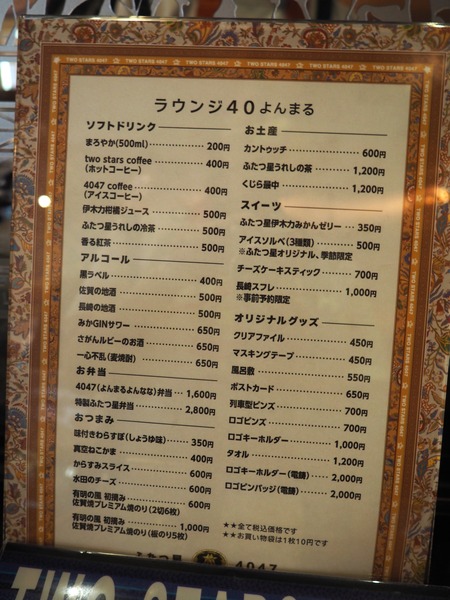 TWO STARS 4047
ラウンジ40よんまる
ソフトドリンク
まろやか(500ml) 200円
two stars coffee 400円
(ホットコーヒー)
4047 coffee 400円
(アイスコーヒー)
伊木力柑橘ジュース 500円
ふたつ星うれしの冷茶 500円
香る紅茶 500円
アルコール
黒ラベル 400円
佐賀の地酒 500円
長崎の地酒 500円
みかGINサワー 650円
さがんルビーのお酒 650円
一心不乱(麦焼酎) 650円
お弁当
4047(よんまるよんなな)弁当 1,600円
特製ふたつ星弁当 2,800円
おつまみ
味付きわらすぼ(しょうゆ味) 350円
真空ねこかま 400円
からすみスライス 600円
水田のチーズ 600円
有明の風 初摘み
佐賀焼プレミアム焼のり(2切6枚) 600円
有明の風 初摘み
佐賀焼プレミアム焼のり(板のり5枚) 1,000円
お土産
カントゥッチ 600円
ふたつ星うれしの茶 1,200円
くじら最中 1,200円
スイーツ
ふたつ星伊木力みかんゼリー 350円
アイスソルベ(3種類) 500円
※ふたつ星オリジナル、季節限定
チーズケーキスティック 700円
長崎スフレ 1,000円
※事前予約限定
オリジナルグッズ
クリアファイル 450円
マスキングテープ 450円
風呂敷 550円
ポストカード 650円
列車型ピンズ 700円
ロゴピンズ 700円
ロゴキーホルダー 1,000円
タオル 1,200円
ロゴキーホルダー(竜鱗) 2,000円
ロゴピンバッジ(竜鱗) 2,000円
★★全て税込価格です
★★お買い物袋は1枚10円です
ふたつ星 4047
TWO STARS